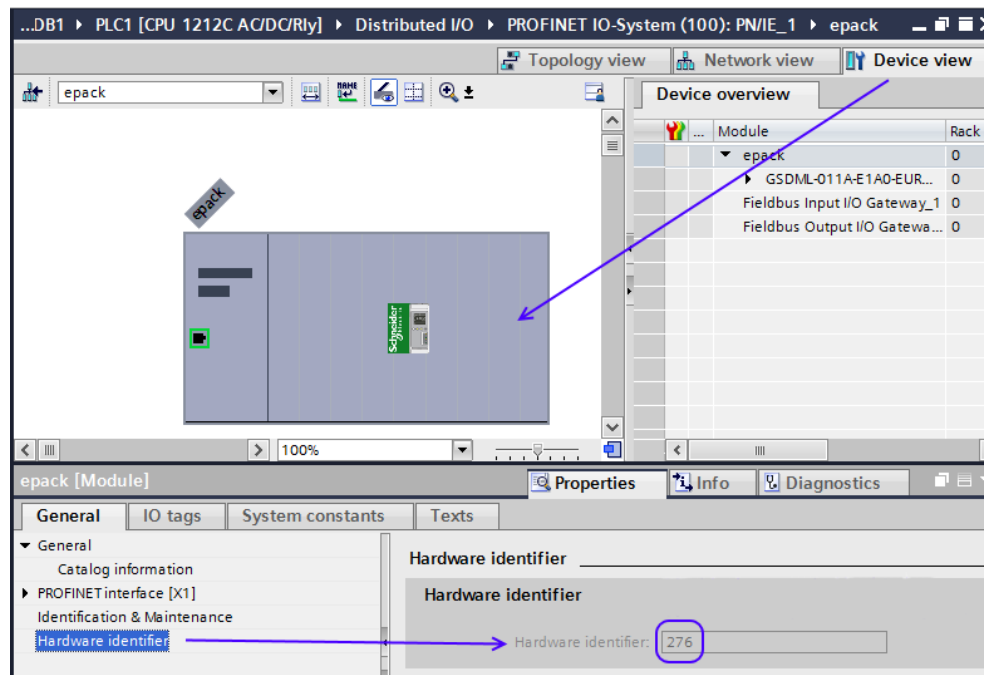 ...DB1 ▸ PLC1 [CPU 1212C AC/DC/Rly] ▸ Distributed I/O ▸ PROFINET IO-System (100): PN/IE_1 ▸ epack
Topology view Network view Device view
epack NAME
Device overview
... Module Rack
epack 0
GSDML-011A-E1A0-EUR... 0
Fieldbus Input I/O Gateway_1 0
Fieldbus Output I/O Gatewa... 0
epack
Schneider
100%
epack [Module]
Properties Info Diagnostics
General IO tags System constants Texts
General
Catalog information
PROFINET interface [X1]
Identification & Maintenance
Hardware identifier
Hardware identifier
Hardware identifier
Hardware identifier: 276